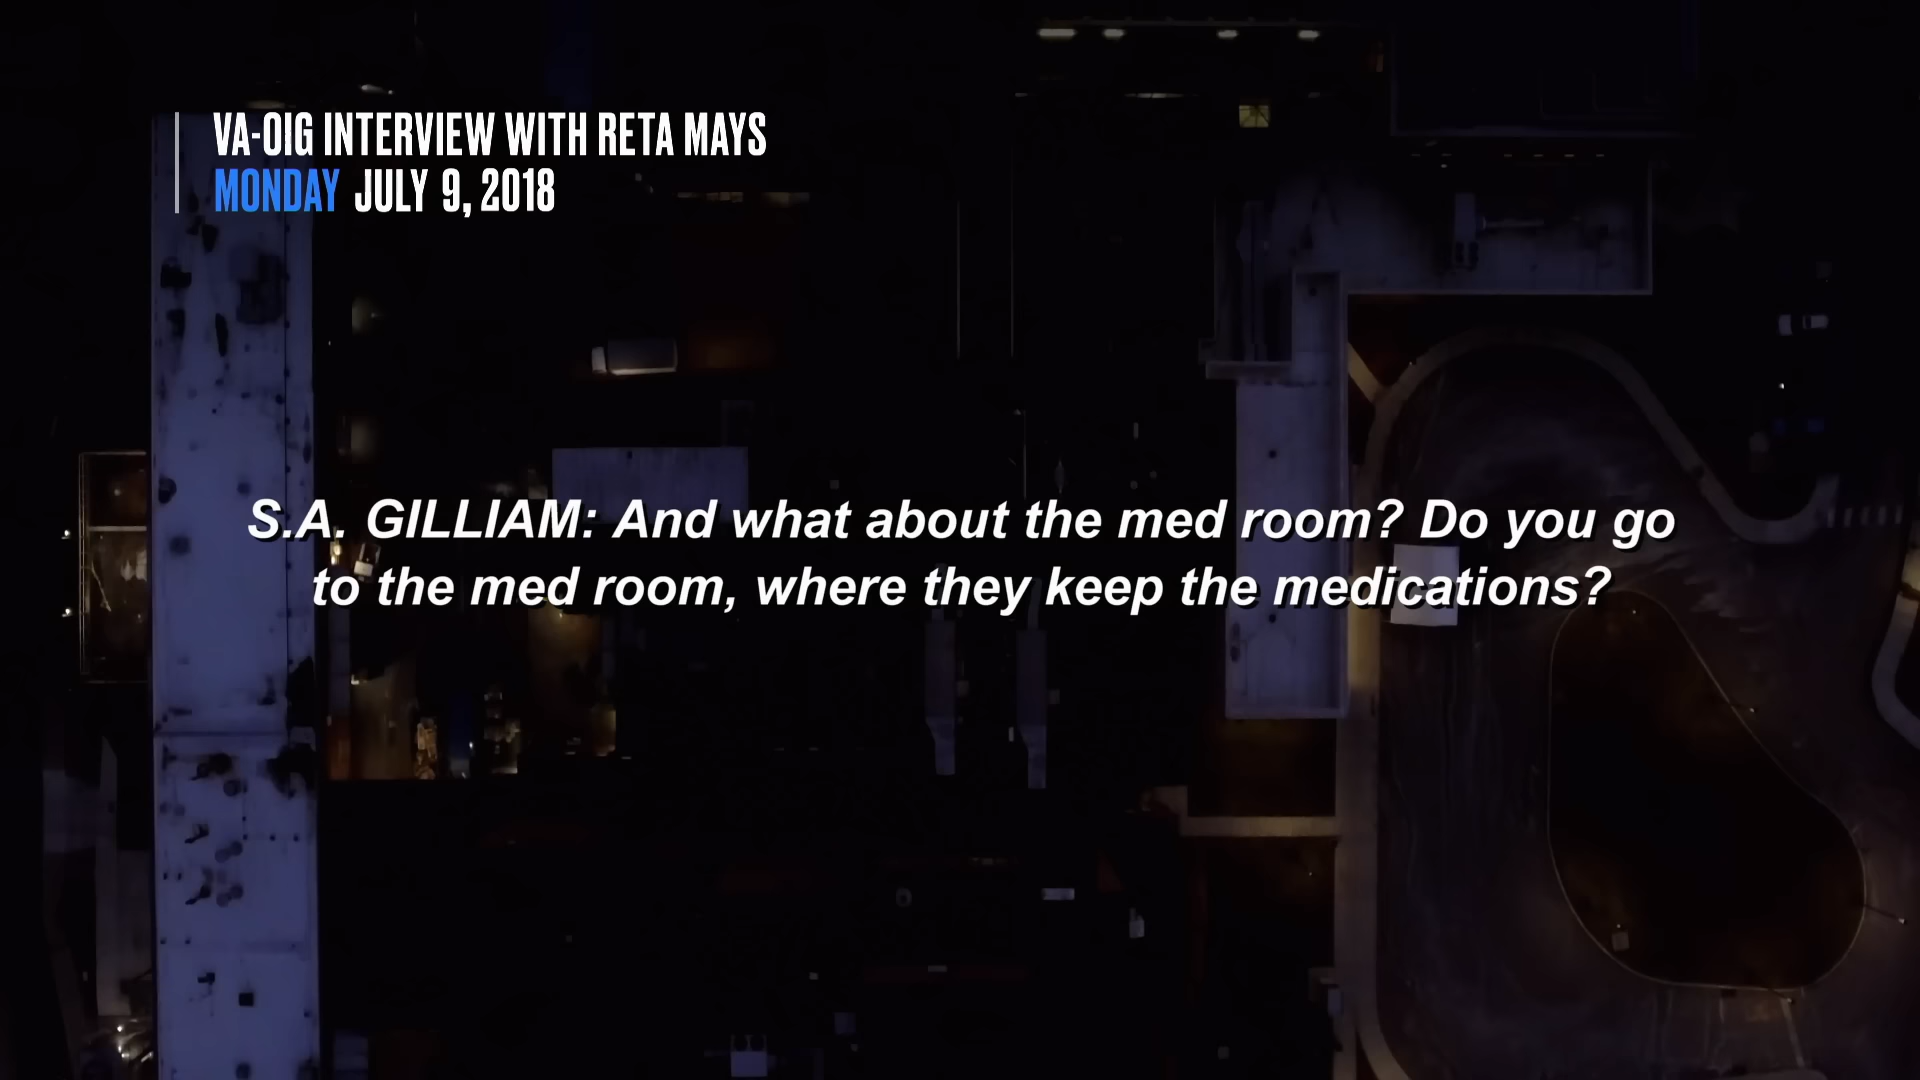 VA-OIG INTERVIEW WITH RETA MAYS
MONDAY JULY 9, 2018
S.A. GILLIAM: And what about the med room? Do you go
to the med room, where they keep the medications?